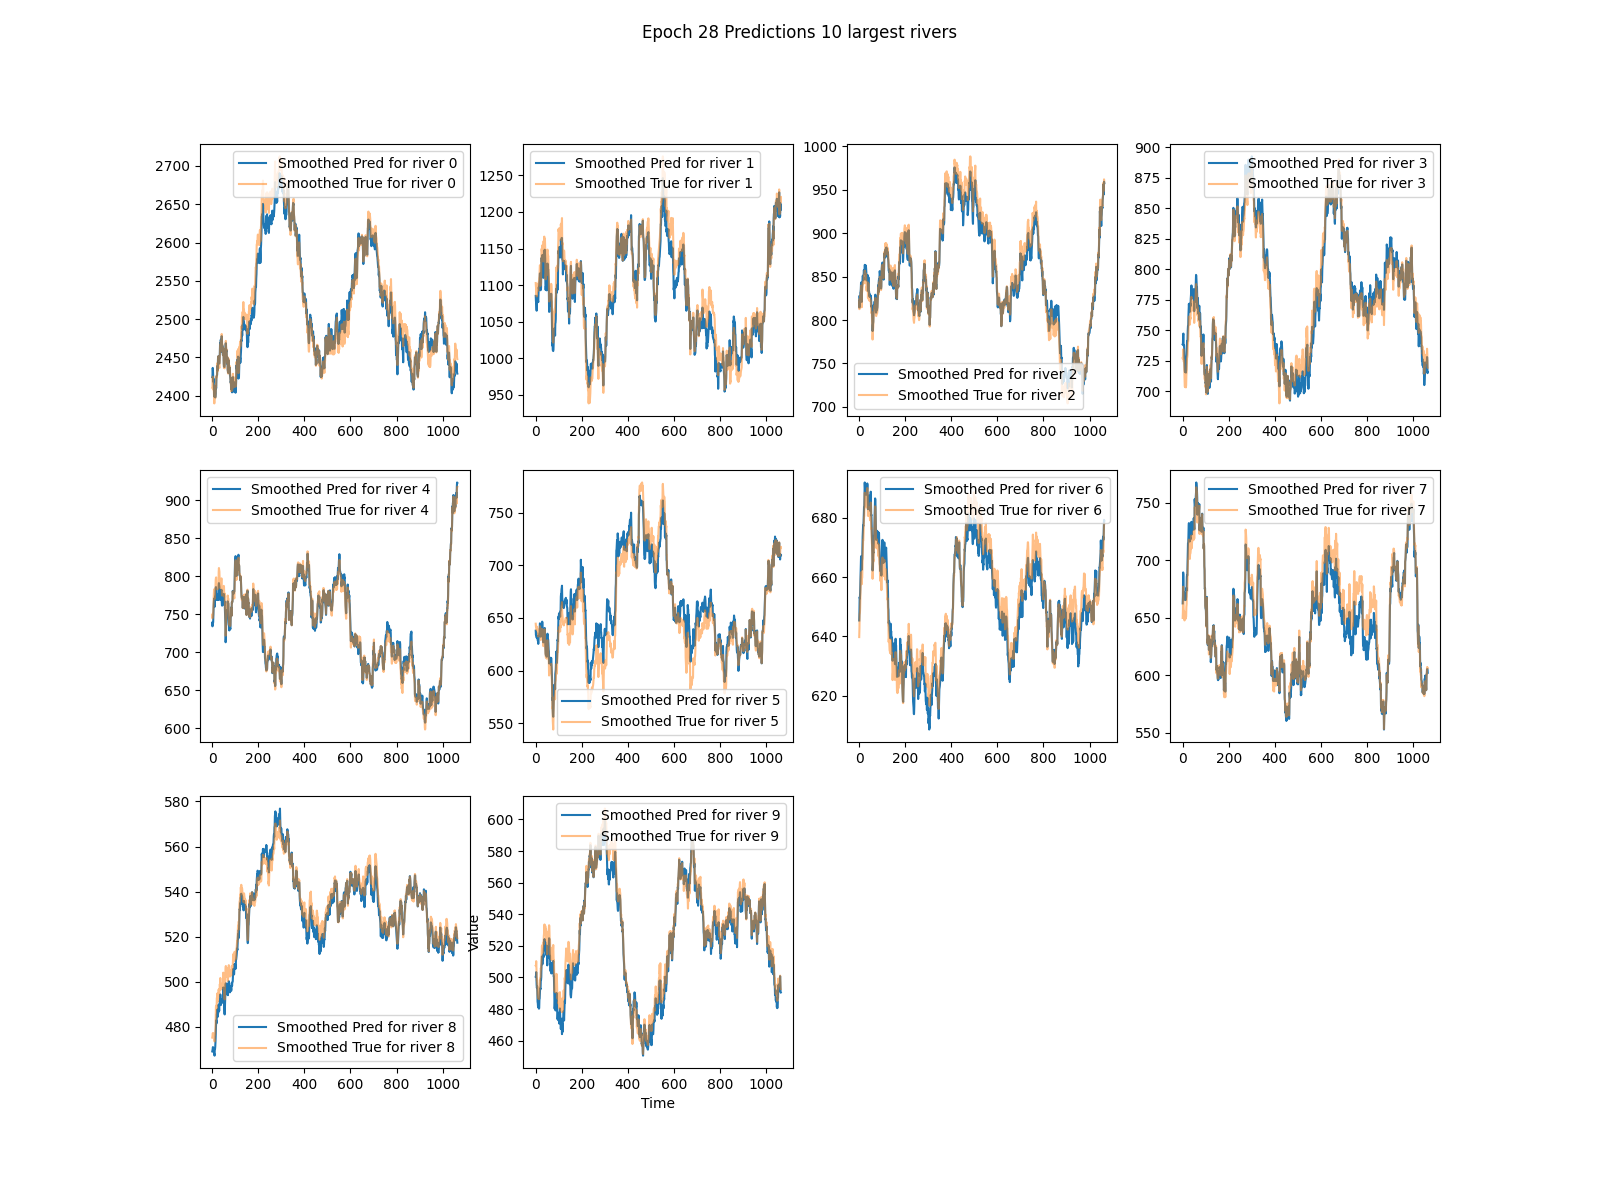 Epoch 28 Predictions 10 largest rivers
2700
2650
2600
2550
2500
2450
2400
0 200 400 600 800 1000
Smoothed Pred for river 0
Smoothed True for river 0
1250
1200
1150
1100
1050
1000
950
0 200 400 600 800 1000
Smoothed Pred for river 1
Smoothed True for river 1
1000
950
900
850
800
750
700
0 200 400 600 800 1000
Smoothed Pred for river 2
Smoothed True for river 2
900
875
850
825
800
775
750
725
700
0 200 400 600 800 1000
Smoothed Pred for river 3
Smoothed True for river 3
900
850
800
750
700
650
600
0 200 400 600 800 1000
Smoothed Pred for river 4
Smoothed True for river 4
750
700
650
600
550
0 200 400 600 800 1000
Smoothed Pred for river 5
Smoothed True for river 5
680
660
640
620
0 200 400 600 800 1000
Smoothed Pred for river 6
Smoothed True for river 6
750
700
650
600
550
0 200 400 600 800 1000
Smoothed Pred for river 7
Smoothed True for river 7
580
560
540
520
500
480
0 200 400 600 800 1000
Smoothed Pred for river 8
Smoothed True for river 8
Value
600
580
560
540
520
500
480
460
0 200 400 600 800 1000
Time
Smoothed Pred for river 9
Smoothed True for river 9